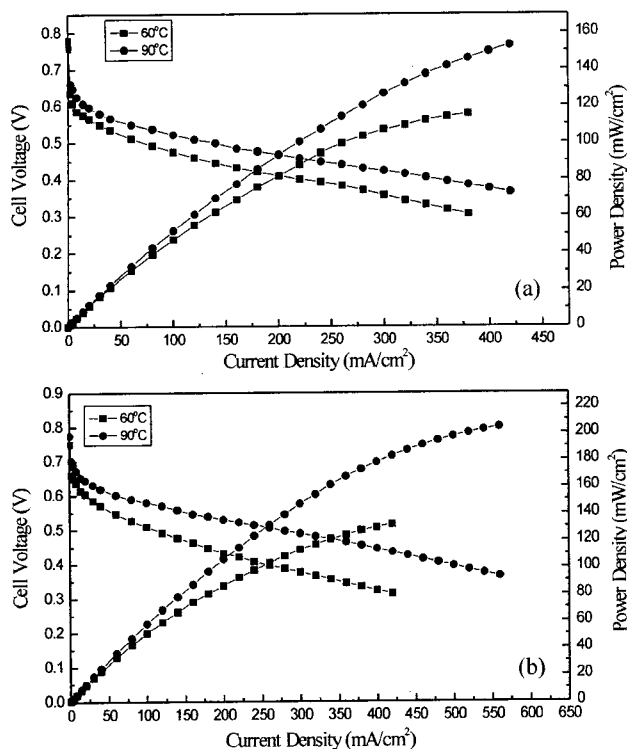 60°C
90°C
0.8
0.7
0.6
0.5
0.4
0.3
0.2
0.1
0.0
Cell Voltage (V)
160
140
120
100
80
60
40
20
0
Power Density (mW/cm²)
(a)
0 50 100 150 200 250 300 350 400 450
Current Density (mA/cm²)
60°C
90°C
0.9
0.8
0.7
0.6
0.5
0.4
0.3
0.2
0.1
0.0
Cell Voltage (V)
220
200
180
160
140
120
100
80
60
40
20
0
Power Density (mW/cm²)
(b)
0 50 100 150 200 250 300 350 400 450 500 550 600 650
Current Density (mA/cm²)